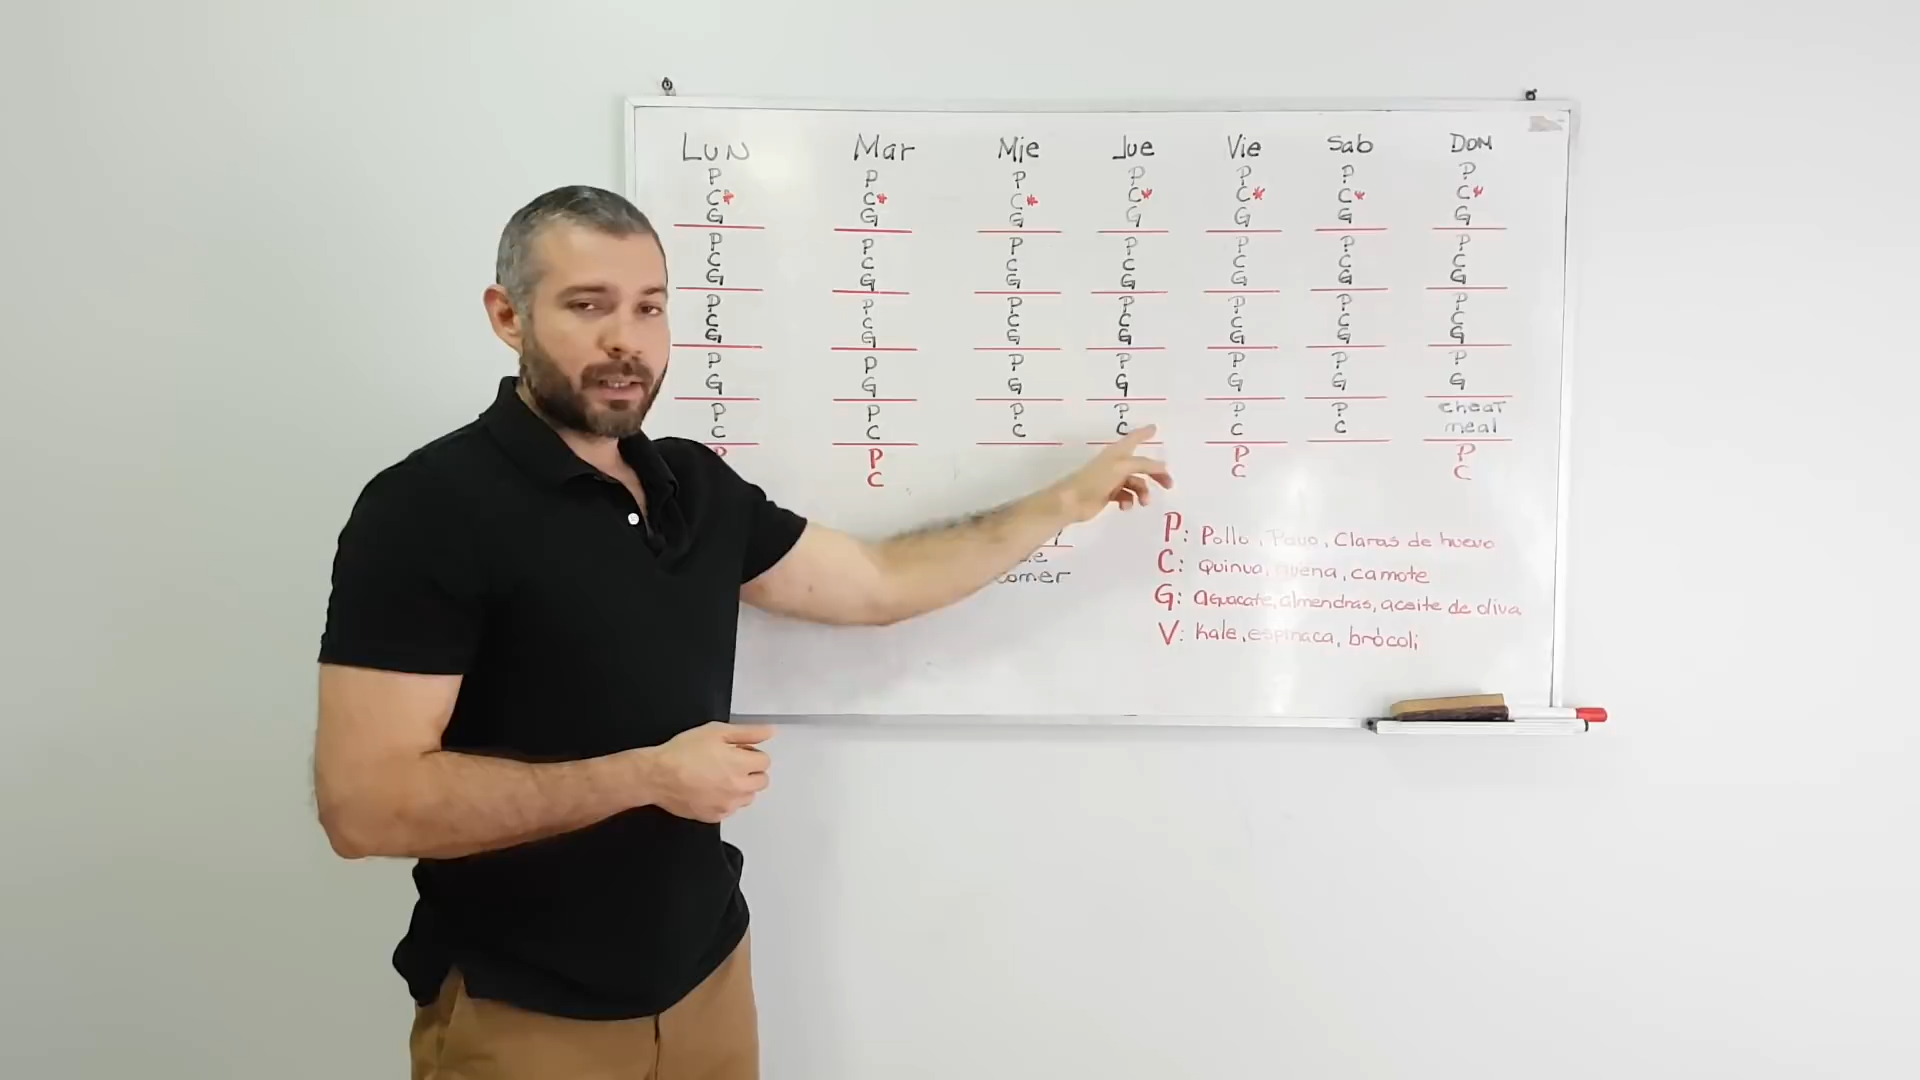 LUN Mar Mie Jue Vie Sab DOM
P P P P P P P
C* C* C* C* C* C* C*
G G G G G G G
P P P P P P P
C C C C C C C
G G G G G G G
P P P P P P P
C C C C C C C
G G G G G G G
P P P P P P P
G G G G G G G
P P P P P P cheat
C C C C C C meal
P P P P
C C C
P: Pollo, Pavo, Claras de huevo
C: Quinua, avena, camote
G: aguacate, almendras, aceite de oliva
V: Kale, espinaca, brócoli
comer